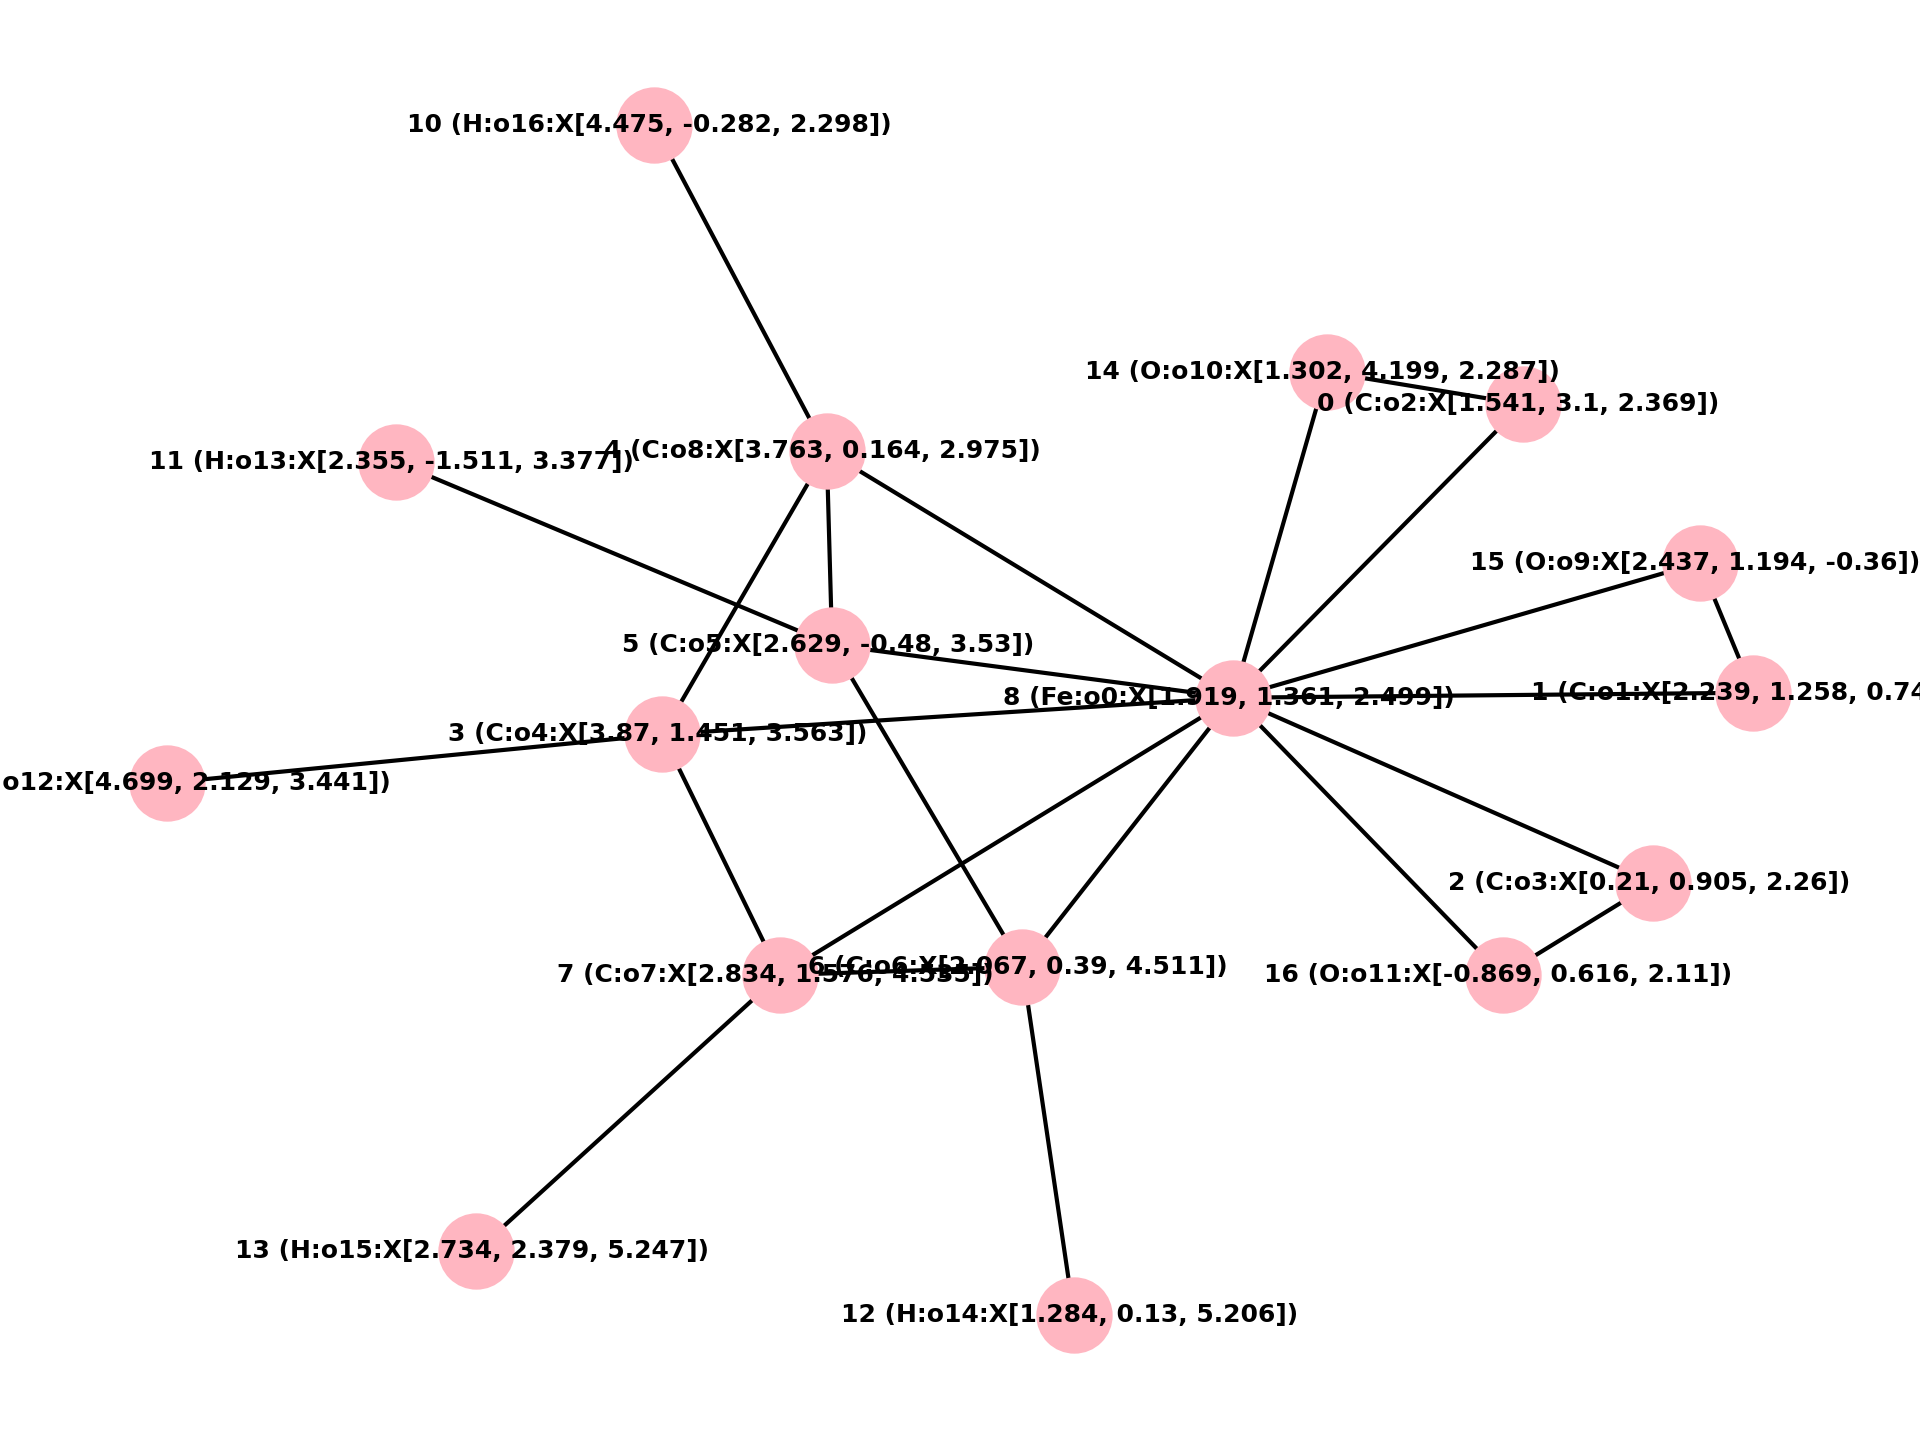 10 (H:o16:X[4.475, -0.282, 2.298])
14 (O:o10:X[1.302, 4.199, 2.287])
0 (C:o2:X[1.541, 3.1, 2.369])
4 (C:o8:X[3.763, 0.164, 2.975])
11 (H:o13:X[2.355, -1.511, 3.377])
15 (O:o9:X[2.437, 1.194, -0.36])
5 (C:o5:X[2.629, -0.48, 3.53])
8 (Fe:o0:X[1.919, 1.361, 2.499])
1 (C:o1:X[2.239, 1.258, 0.74
3 (C:o4:X[3.87, 1.451, 3.563])
o12:X[4.699, 2.129, 3.441])
2 (C:o3:X[0.21, 0.905, 2.26])
6 (C:o6:X[2.067, 0.39, 4.511])
7 (C:o7:X[2.834, 1.576, 4.535])
16 (O:o11:X[-0.869, 0.616, 2.11])
13 (H:o15:X[2.734, 2.379, 5.247])
12 (H:o14:X[1.284, 0.13, 5.206])